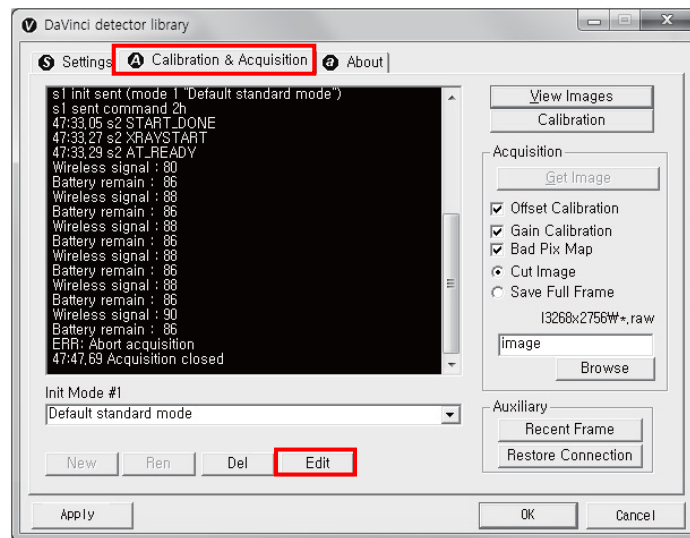 DaVinci detector library
Settings
Calibration & Acquisition
About
s1 init sent (mode 1 "Default standard mode")
s1 sent command 2h
47:33,05 s2 START_DONE
47:33,27 s2 XRAYSTART
47:33,29 s2 AT_READY
Wireless signal : 80
Battery remain : 86
Wireless signal : 88
Battery remain : 86
Wireless signal : 88
Battery remain : 86
Wireless signal : 88
Battery remain : 86
Wireless signal : 88
Battery remain : 86
Wireless signal : 90
Battery remain : 86
ERR: Abort acquisition
47:47,69 Acquisition closed
Init Mode #1
Default standard mode
New
Ren
Del
Edit
View Images
Calibration
Acquisition
Get Image
Offset Calibration
Gain Calibration
Bad Pix Map
Cut Image
Save Full Frame
I3268x2756₩*,raw
image
Browse
Auxiliary
Recent Frame
Restore Connection
Apply
OK
Cancel